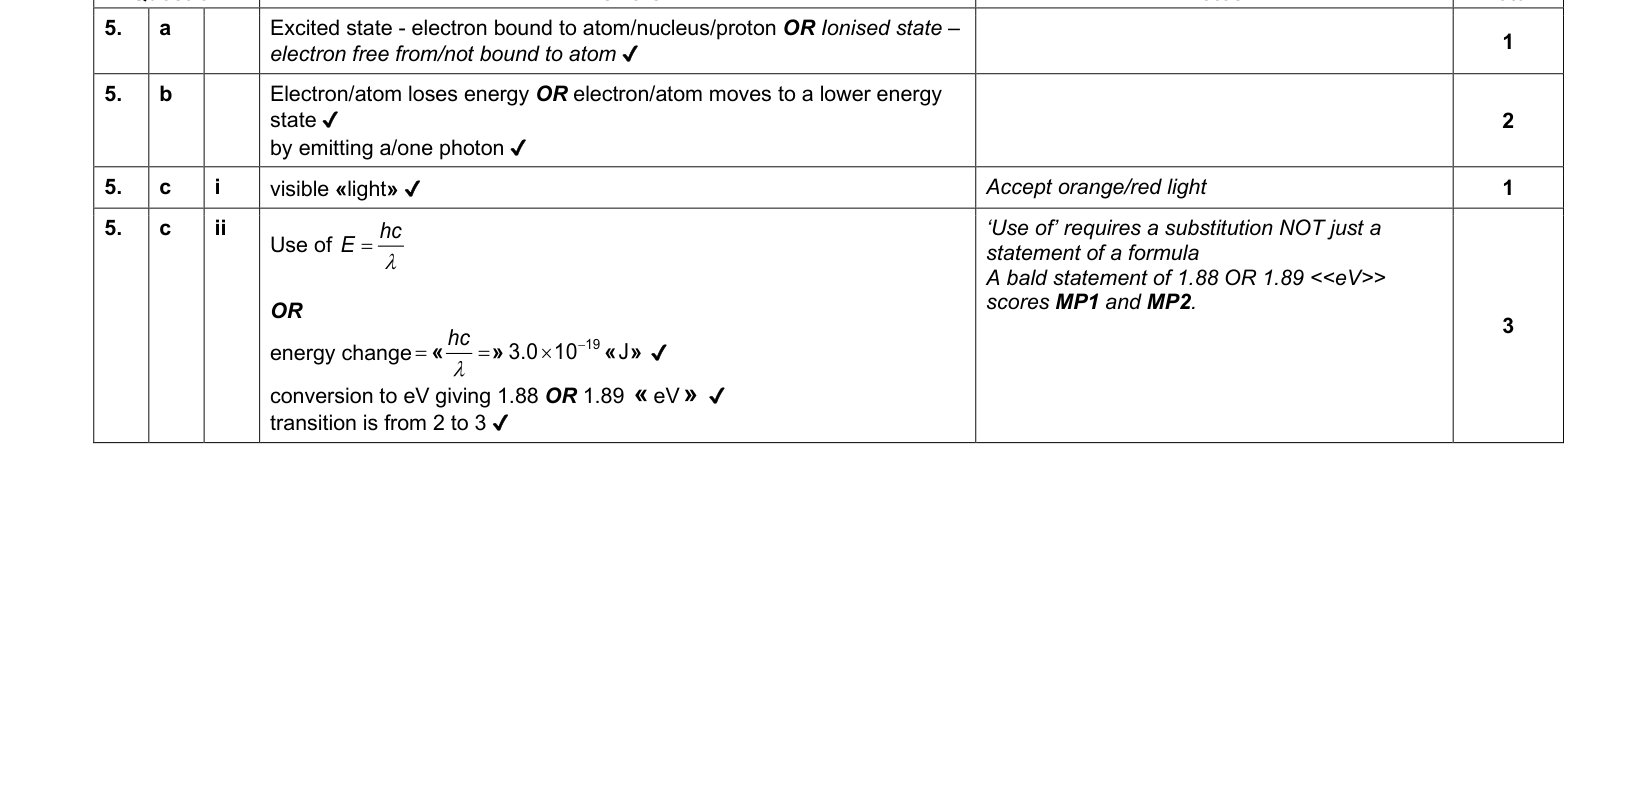 5. a Excited state - electron bound to atom/nucleus/proton OR Ionised state –
electron free from/not bound to atom ✓
1
5. b Electron/atom loses energy OR electron/atom moves to a lower energy
state ✓
by emitting a/one photon ✓
2
5. c i visible «light» ✓ Accept orange/red light 1
5. c ii Use of E = hc/λ
OR
energy change = «hc/λ =» 3.0×10⁻¹⁹ «J» ✓
conversion to eV giving 1.88 OR 1.89 « eV » ✓
transition is from 2 to 3 ✓
‘Use of’ requires a substitution NOT just a
statement of a formula
A bald statement of 1.88 OR 1.89 <<eV>>
scores MP1 and MP2.
3